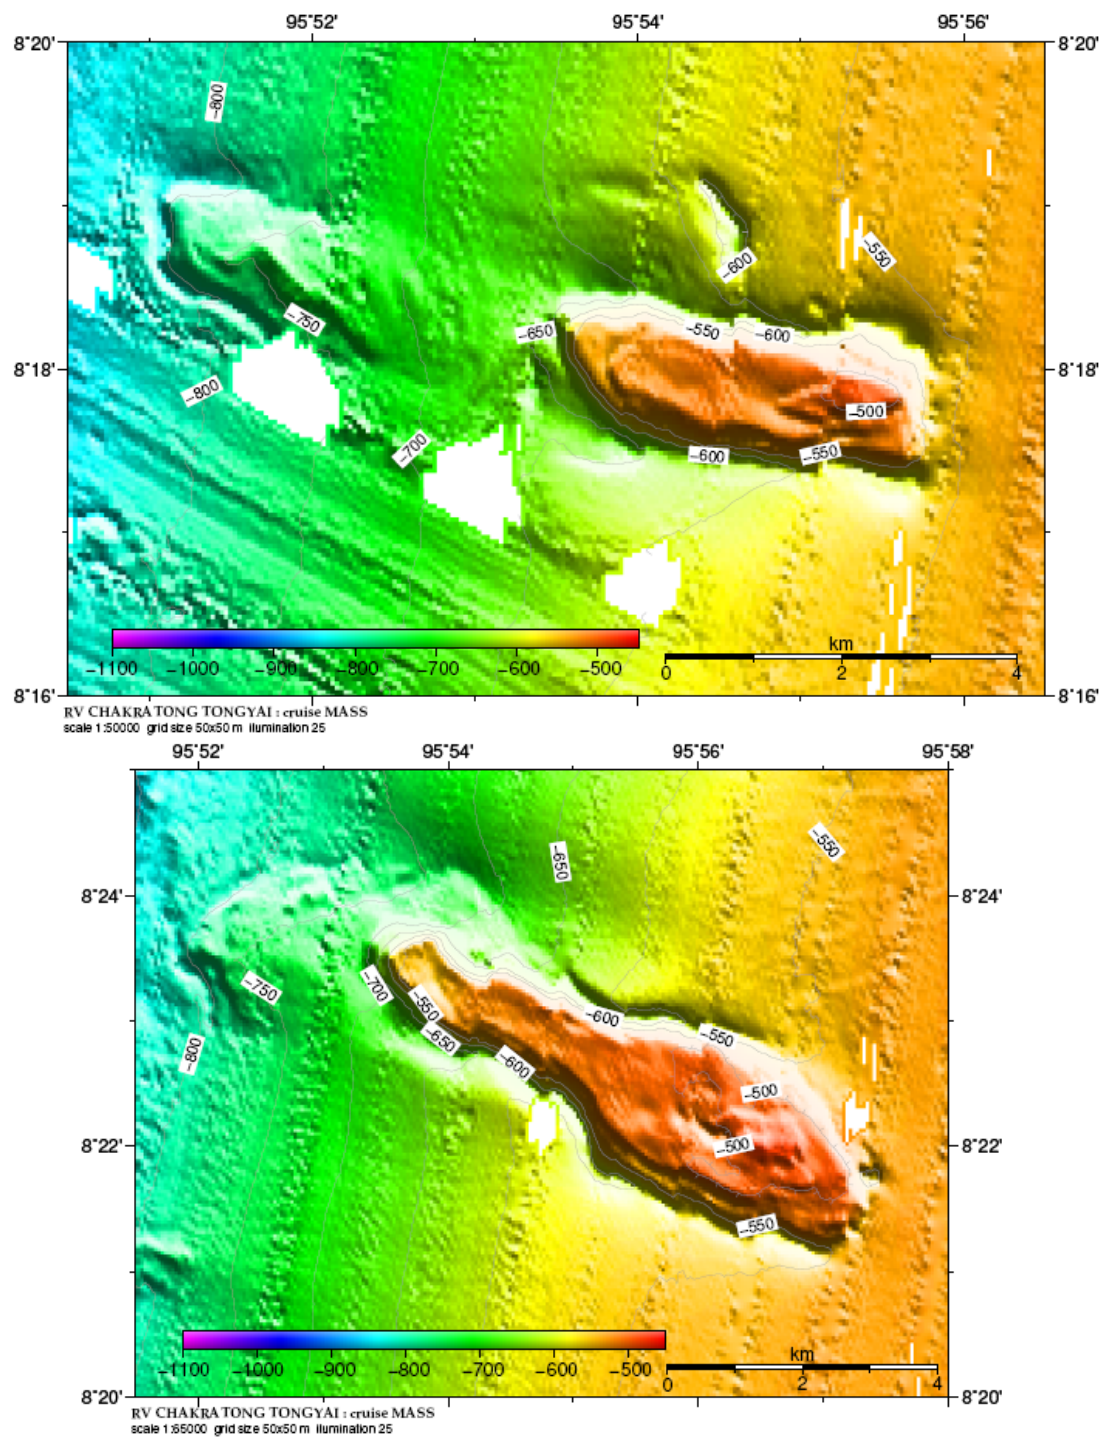 95°52' 95°54' 95°56'
8°20' 8°20'
-800
-550
-600
-750
-650 -550 -600
8°18' 8°18'
-800
-500
-700
-600 -550
km
-1100 -1000 -900 -800 -700 -600 -500
0 2 4
8°16' 8°16'
RV CHAKRATONG TONGYAI : cruise MASS
scale 1:50000 grid size 50x50 m illumination 25
95°52' 95°54' 95°56' 95°58'
-550
-650
8°24' 8°24'
-700
-750
-550
-600
-650
-550
-800
-600
-500
8°22' 8°22'
-500
-550
km
-1100 -1000 -900 -800 -700 -600 -500
0 2 4
8°20' 8°20'
RV CHAKRATONG TONGYAI : cruise MASS
scale 1:65000 grid size 50x50 m illumination 25